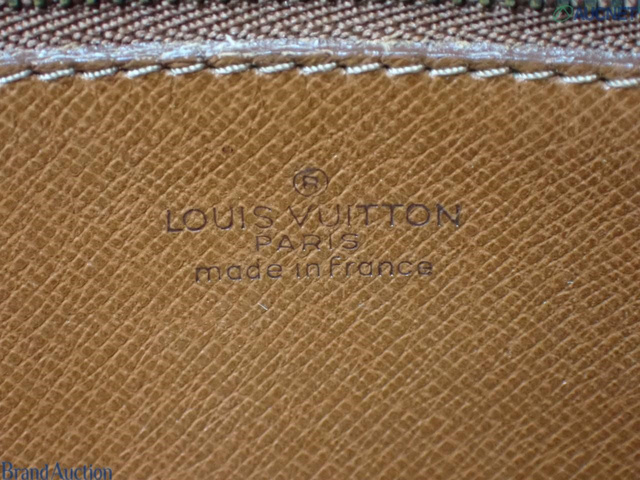 ®
LOUIS VUITTON
PARIS
made in france
Brand Auction